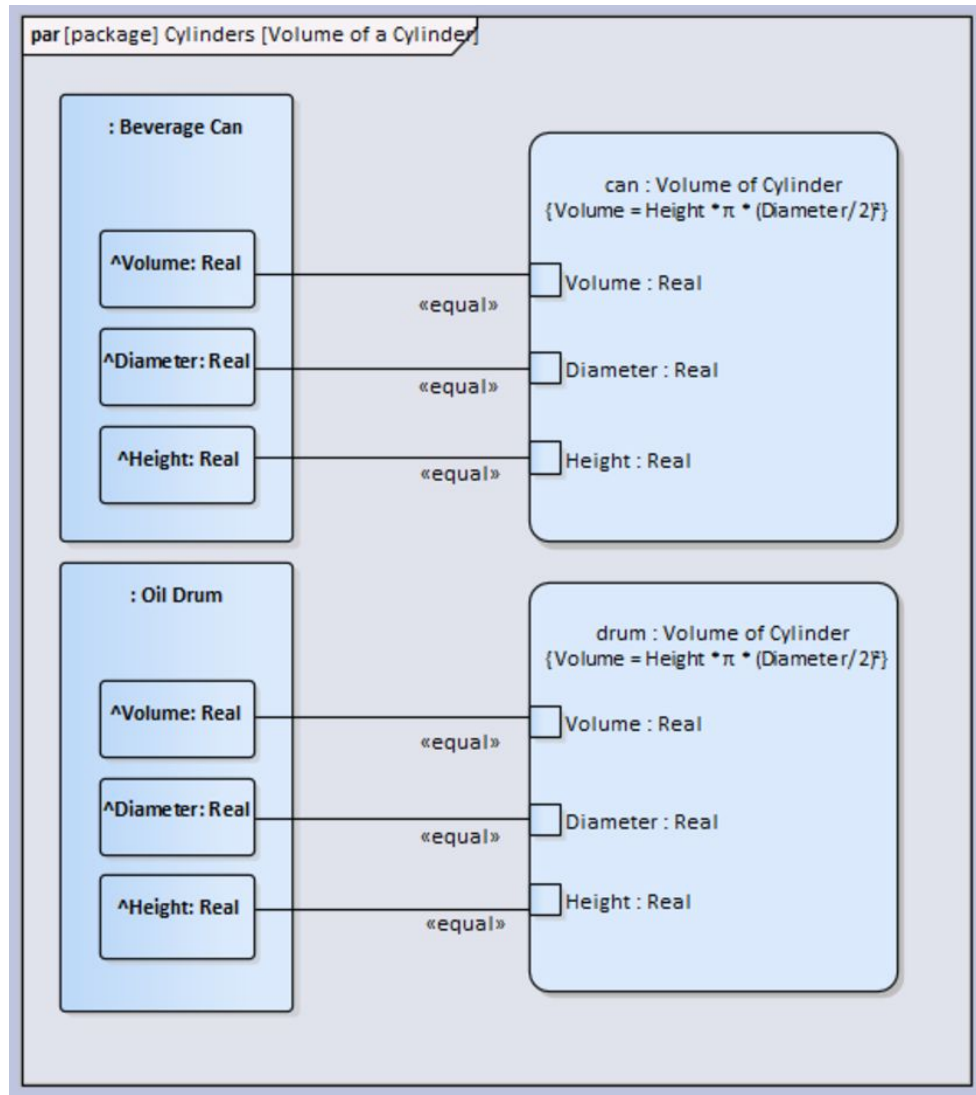 par [package] Cylinders [Volume of a Cylinder]
: Beverage Can
^Volume: Real
^Diameter: Real
^Height: Real
«equal»
«equal»
«equal»
can : Volume of Cylinder
{Volume = Height * π * (Diameter/2)²}
Volume : Real
Diameter : Real
Height : Real
: Oil Drum
^Volume: Real
^Diameter: Real
^Height: Real
«equal»
«equal»
«equal»
drum : Volume of Cylinder
{Volume = Height * π * (Diameter/2)²}
Volume : Real
Diameter : Real
Height : Real